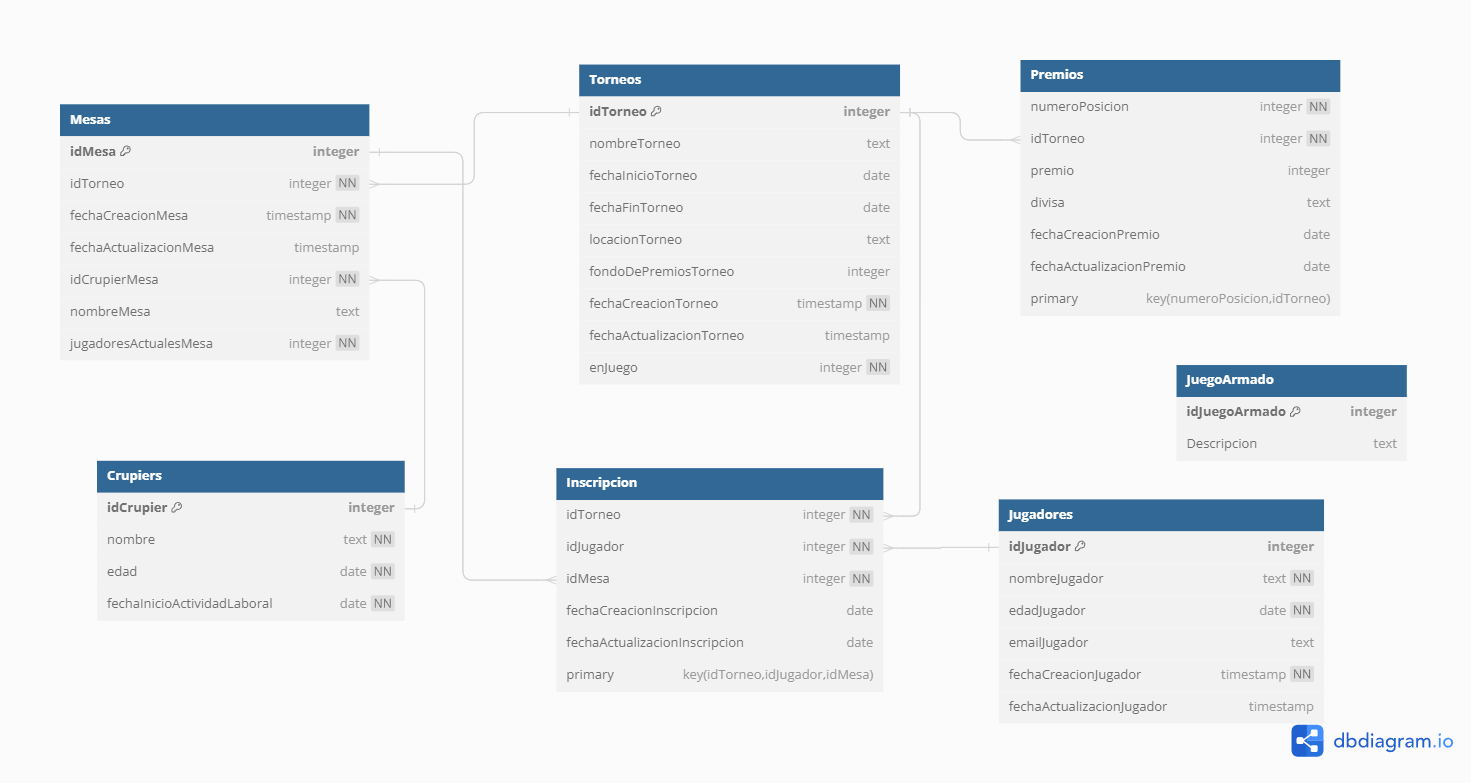 Mesas
idMesa integer
idTorneo integer NN
fechaCreacionMesa timestamp NN
fechaActualizacionMesa timestamp
idCrupierMesa integer NN
nombreMesa text
jugadoresActualesMesa integer NN
Torneos
idTorneo integer
nombreTorneo text
fechaInicioTorneo date
fechaFinTorneo date
locacionTorneo text
fondoDePremiosTorneo integer
fechaCreacionTorneo timestamp NN
fechaActualizacionTorneo timestamp
enJuego integer NN
Premios
numeroPosicion integer NN
idTorneo integer NN
premio integer
divisa text
fechaCreacionPremio date
fechaActualizacionPremio date
primary key(numeroPosicion,idTorneo)
JuegoArmado
idJuegoArmado integer
Descripcion text
Crupiers
idCrupier integer
nombre text NN
edad date NN
fechaInicioActividadLaboral date NN
Inscripcion
idTorneo integer NN
idJugador integer NN
idMesa integer NN
fechaCreacionInscripcion date
fechaActualizacionInscripcion date
primary key(idTorneo,idJugador,idMesa)
Jugadores
idJugador integer
nombreJugador text NN
edadJugador date NN
emailJugador text
fechaCreacionJugador timestamp NN
fechaActualizacionJugador timestamp
dbdiagram.io